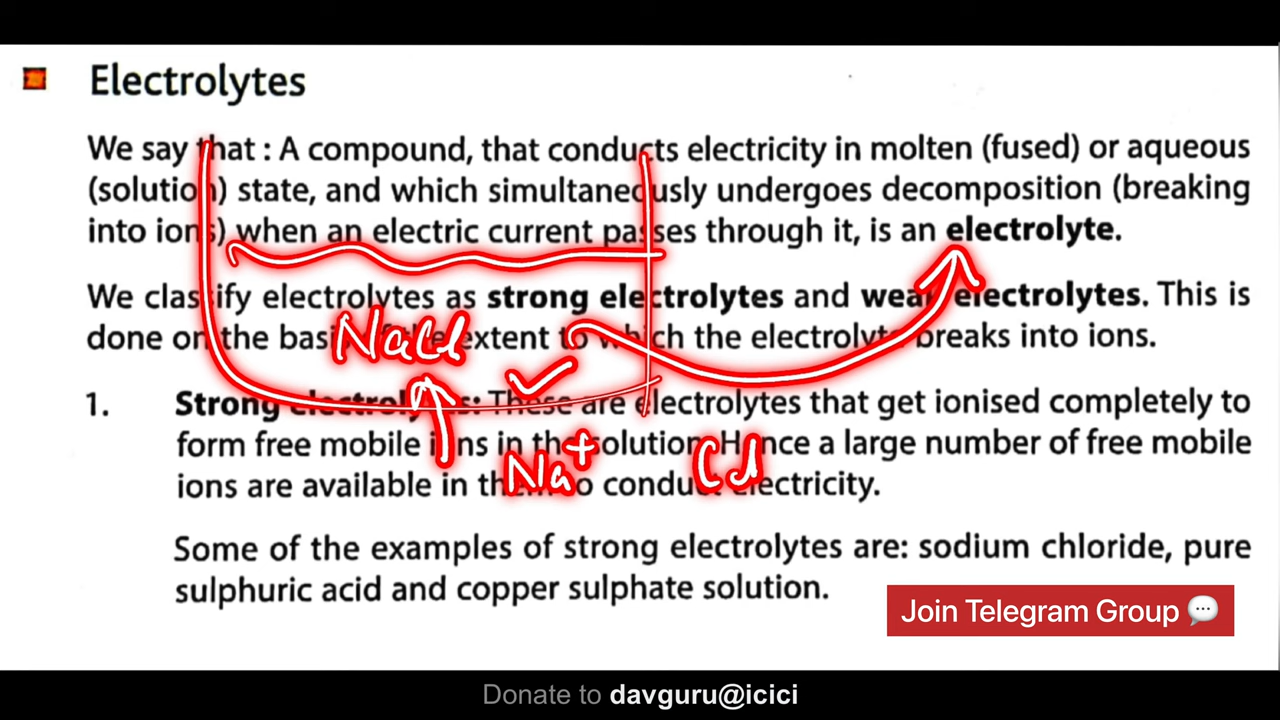 Electrolytes
We say that : A compound, that conducts electricity in molten (fused) or aqueous
(solution) state, and which simultaneously undergoes decomposition (breaking
into ions) when an electric current passes through it, is an electrolyte.
We classify electrolytes as strong electrolytes and weak electrolytes. This is
done on the basis of the extent to which the electrolyte breaks into ions.
NaCl
1. Strong electrolytes: These are electrolytes that get ionised completely to
form free mobile ions in the solution. Hence a large number of free mobile
ions are available in them to conduct electricity.
Na+ Cl
Some of the examples of strong electrolytes are: sodium chloride, pure
sulphuric acid and copper sulphate solution.
Join Telegram Group 💬
Donate to davguru@icici